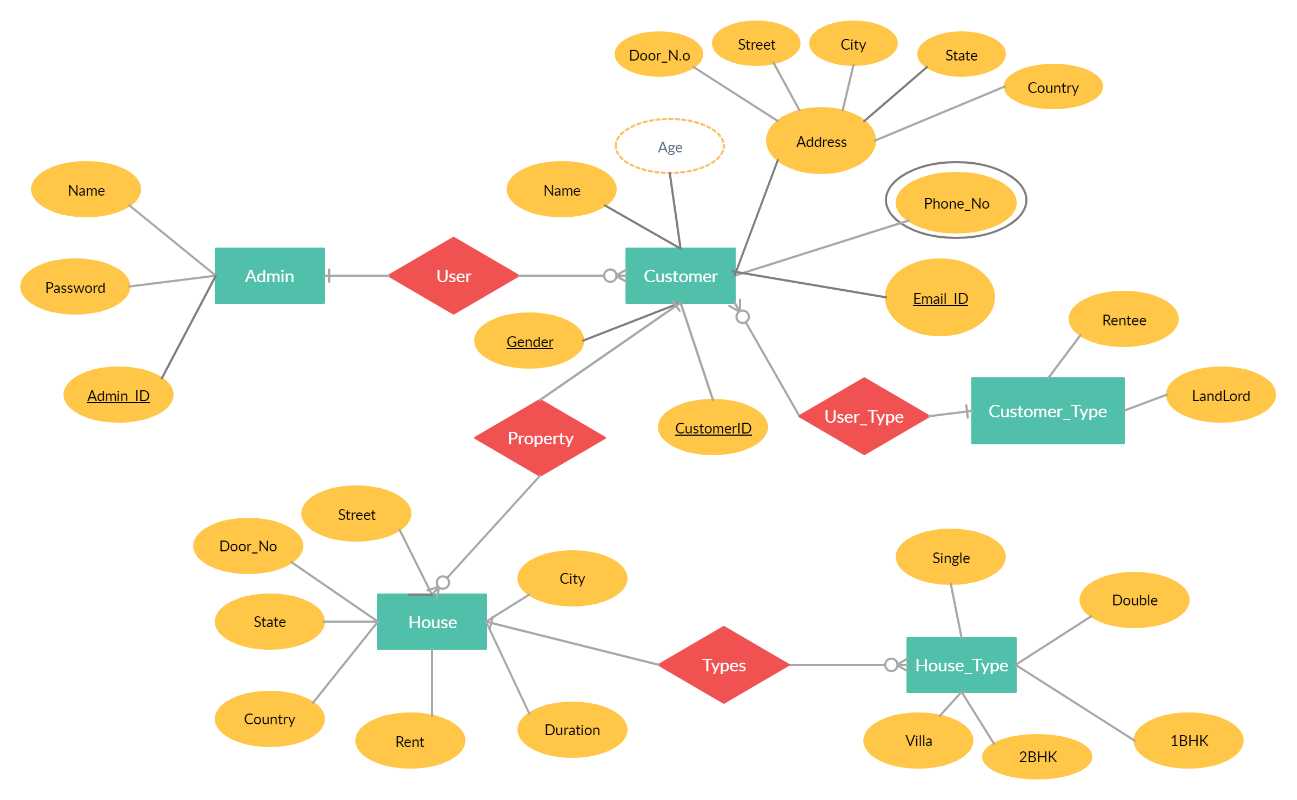 Door_N.o
Street
City
State
Country
Address
Age
Name
Name
Phone_No
Admin
User
Customer
Password
Email_ID
Rentee
Gender
Admin_ID
LandLord
Customer_Type
User_Type
CustomerID
Property
Street
Door_No
Single
City
Double
State
House
Types
House_Type
Country
Rent
Duration
Villa
2BHK
1BHK